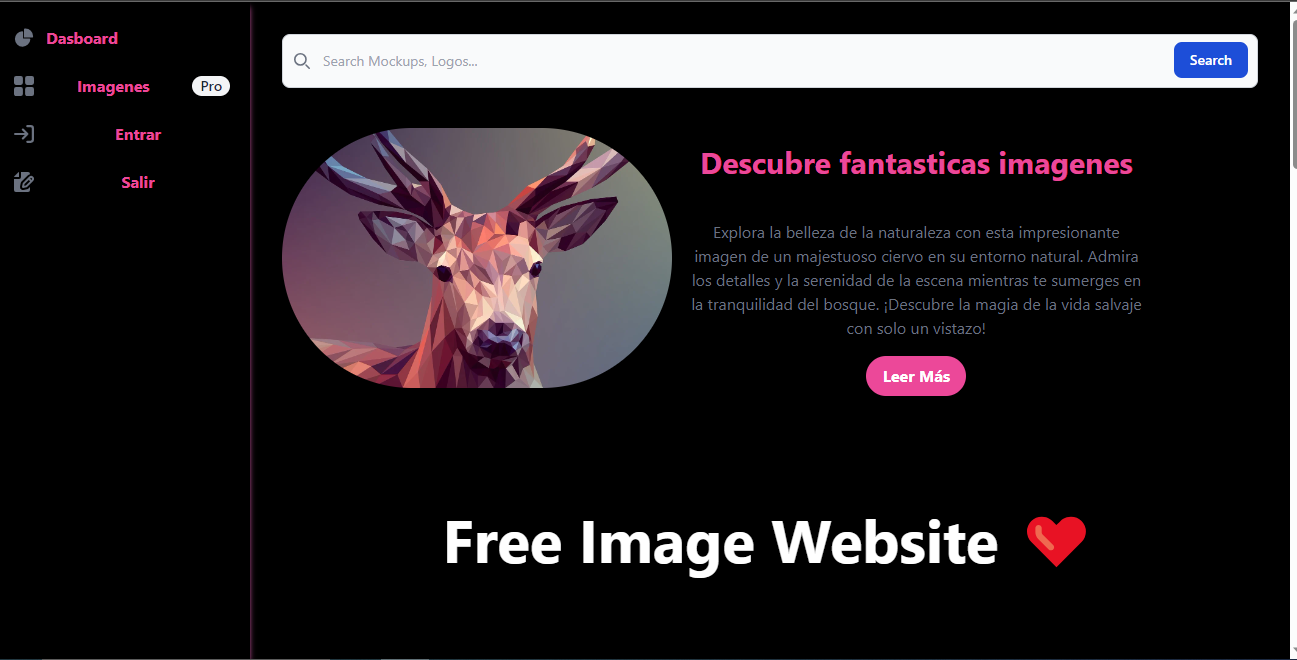 Dasboard
Imagenes
Pro
Entrar
Salir
Search Mockups, Logos...
Search
Descubre fantasticas imagenes
Explora la belleza de la naturaleza con esta impresionante
imagen de un majestuoso ciervo en su entorno natural. Admira
los detalles y la serenidad de la escena mientras te sumerges en
la tranquilidad del bosque. ¡Descubre la magia de la vida salvaje
con solo un vistazo!
Leer Más
Free Image Website